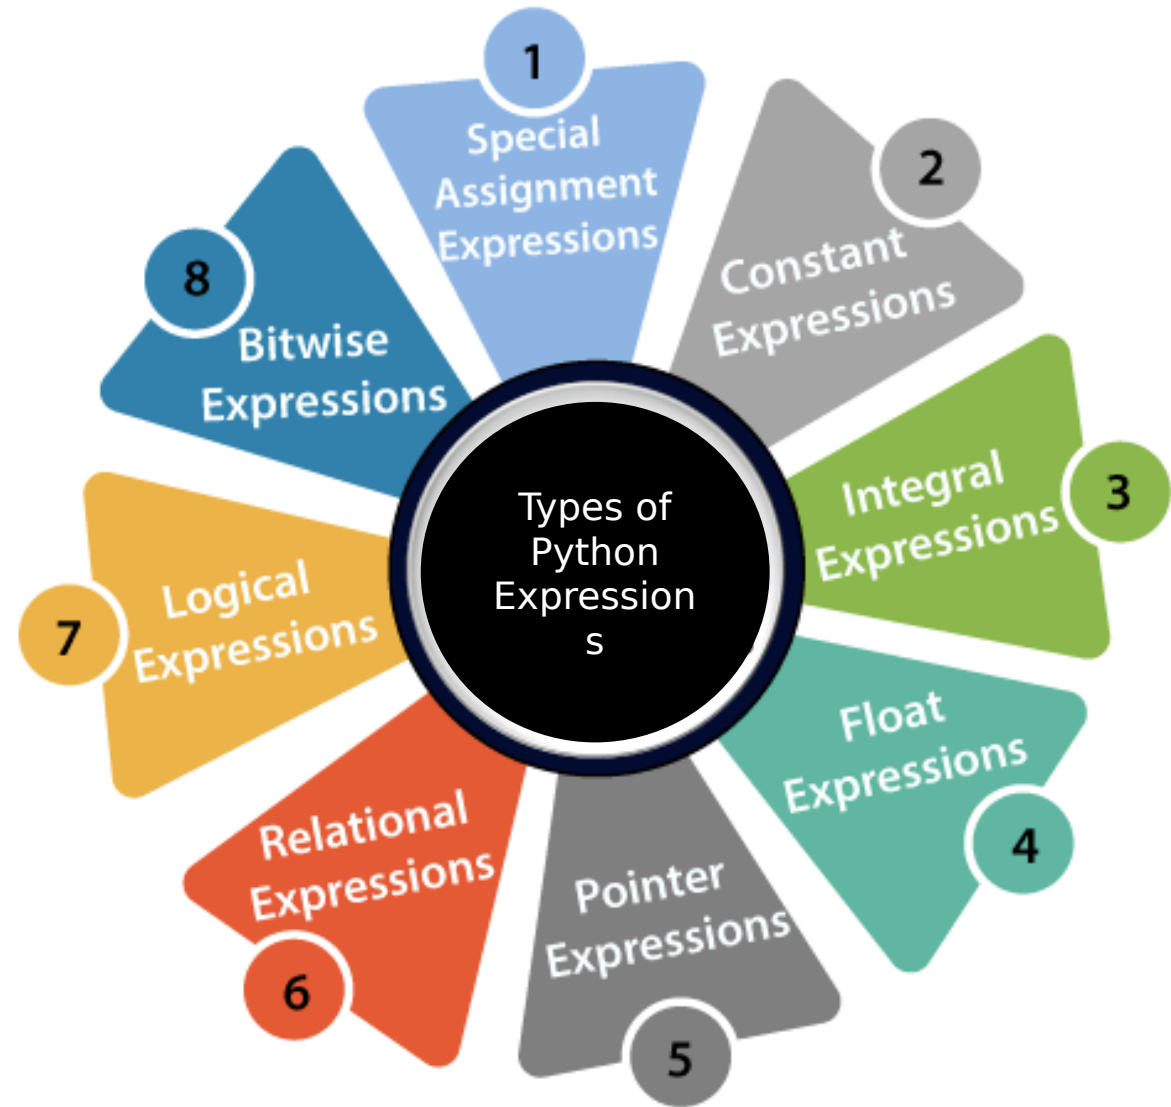 1
Special
Assignment
Expressions
2
Constant
Expressions
3
Integral
Expressions
4
Float
Expressions
5
Pointer
Expressions
6
Relational
Expressions
7
Logical
Expressions
8
Bitwise
Expressions
Types of
Python
Expression
s